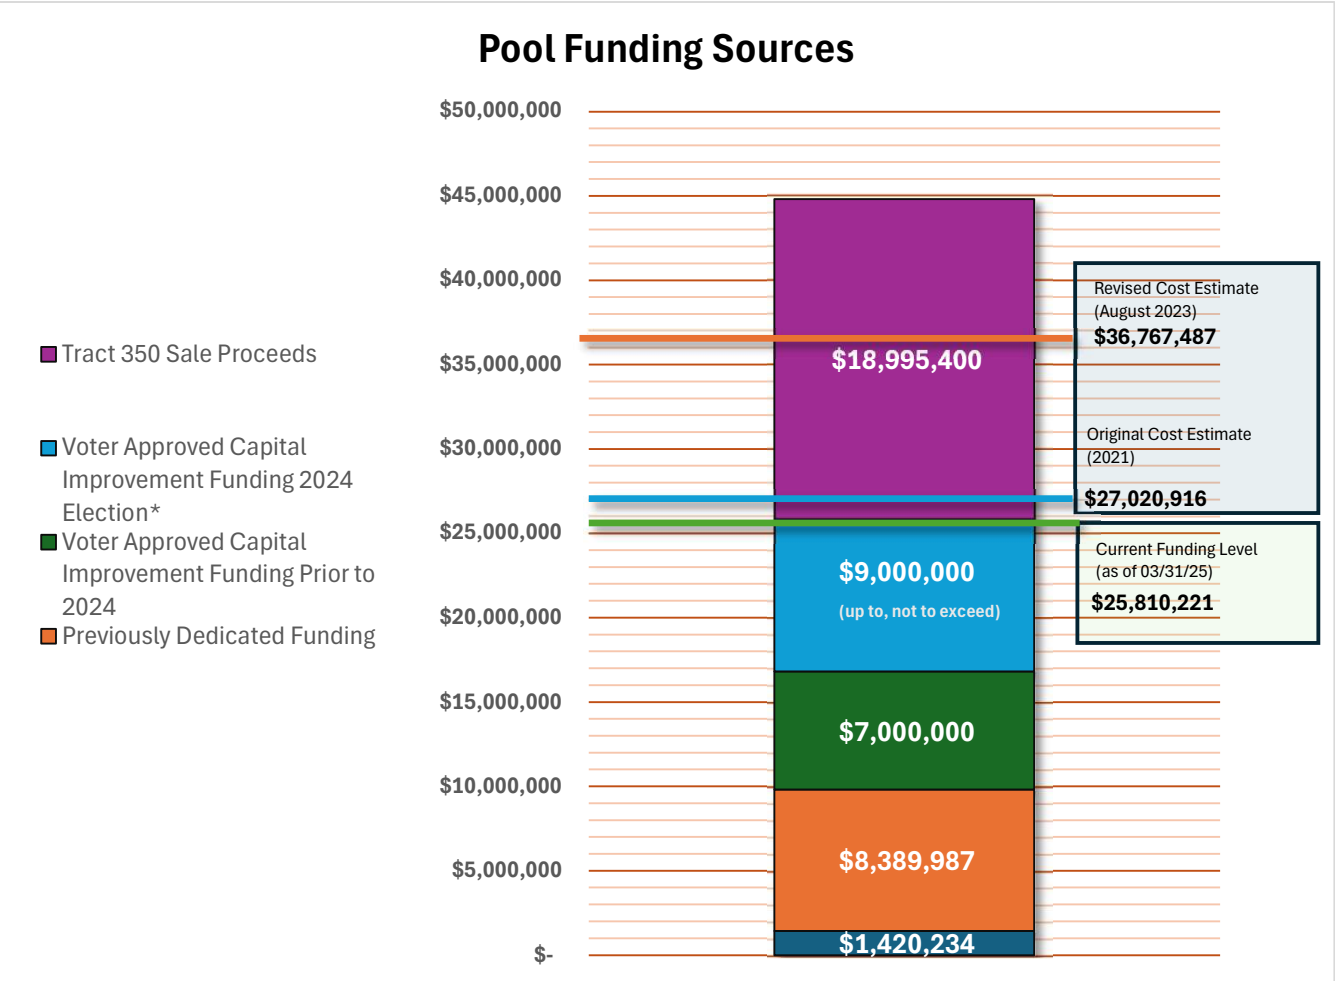 Pool Funding Sources
$50,000,000
$45,000,000
$40,000,000
$35,000,000
$30,000,000
$25,000,000
$20,000,000
$15,000,000
$10,000,000
$5,000,000
$-
Tract 350 Sale Proceeds
Voter Approved Capital
Improvement Funding 2024
Election*
Voter Approved Capital
Improvement Funding Prior to
2024
Previously Dedicated Funding
$18,995,400
$9,000,000
(up to, not to exceed)
$7,000,000
$8,389,987
$1,420,234
Revised Cost Estimate
(August 2023)
$36,767,487
Original Cost Estimate
(2021)
$27,020,916
Current Funding Level
(as of 03/31/25)
$25,810,221